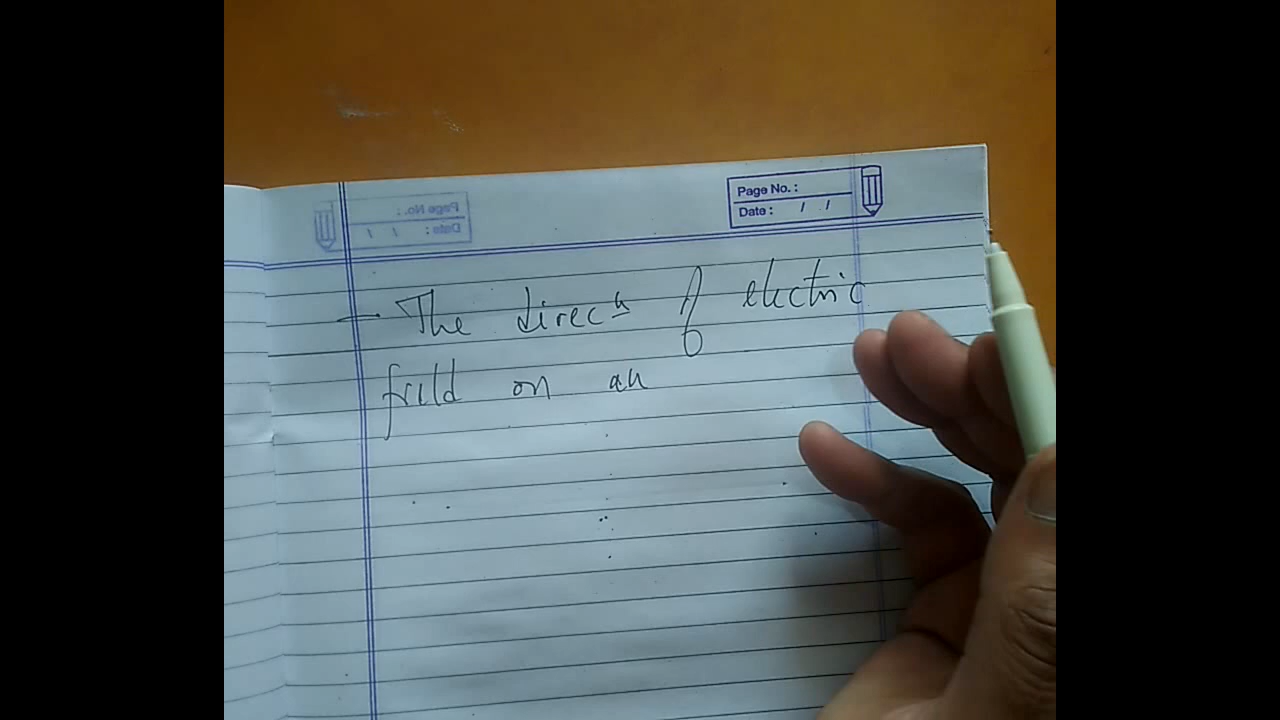 Page No. :
Date : / /
- The direcn of electric
field on an